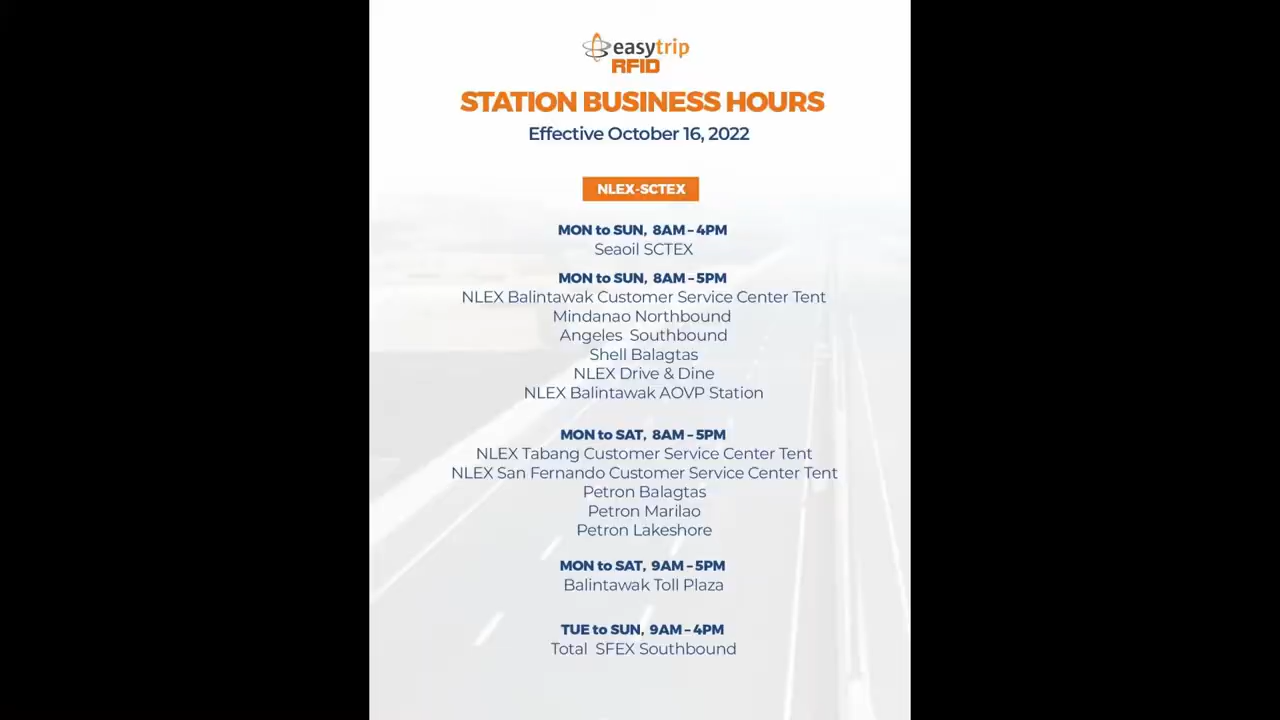 easytrip
RFID
STATION BUSINESS HOURS
Effective October 16, 2022
NLEX-SCTEX
MON to SUN, 8AM – 4PM
Seaoil SCTEX
MON to SUN, 8AM – 5PM
NLEX Balintawak Customer Service Center Tent
Mindanao Northbound
Angeles Southbound
Shell Balagtas
NLEX Drive & Dine
NLEX Balintawak AOVP Station
MON to SAT, 8AM – 5PM
NLEX Tabang Customer Service Center Tent
NLEX San Fernando Customer Service Center Tent
Petron Balagtas
Petron Marilao
Petron Lakeshore
MON to SAT, 9AM – 5PM
Balintawak Toll Plaza
TUE to SUN, 9AM – 4PM
Total SFEX Southbound